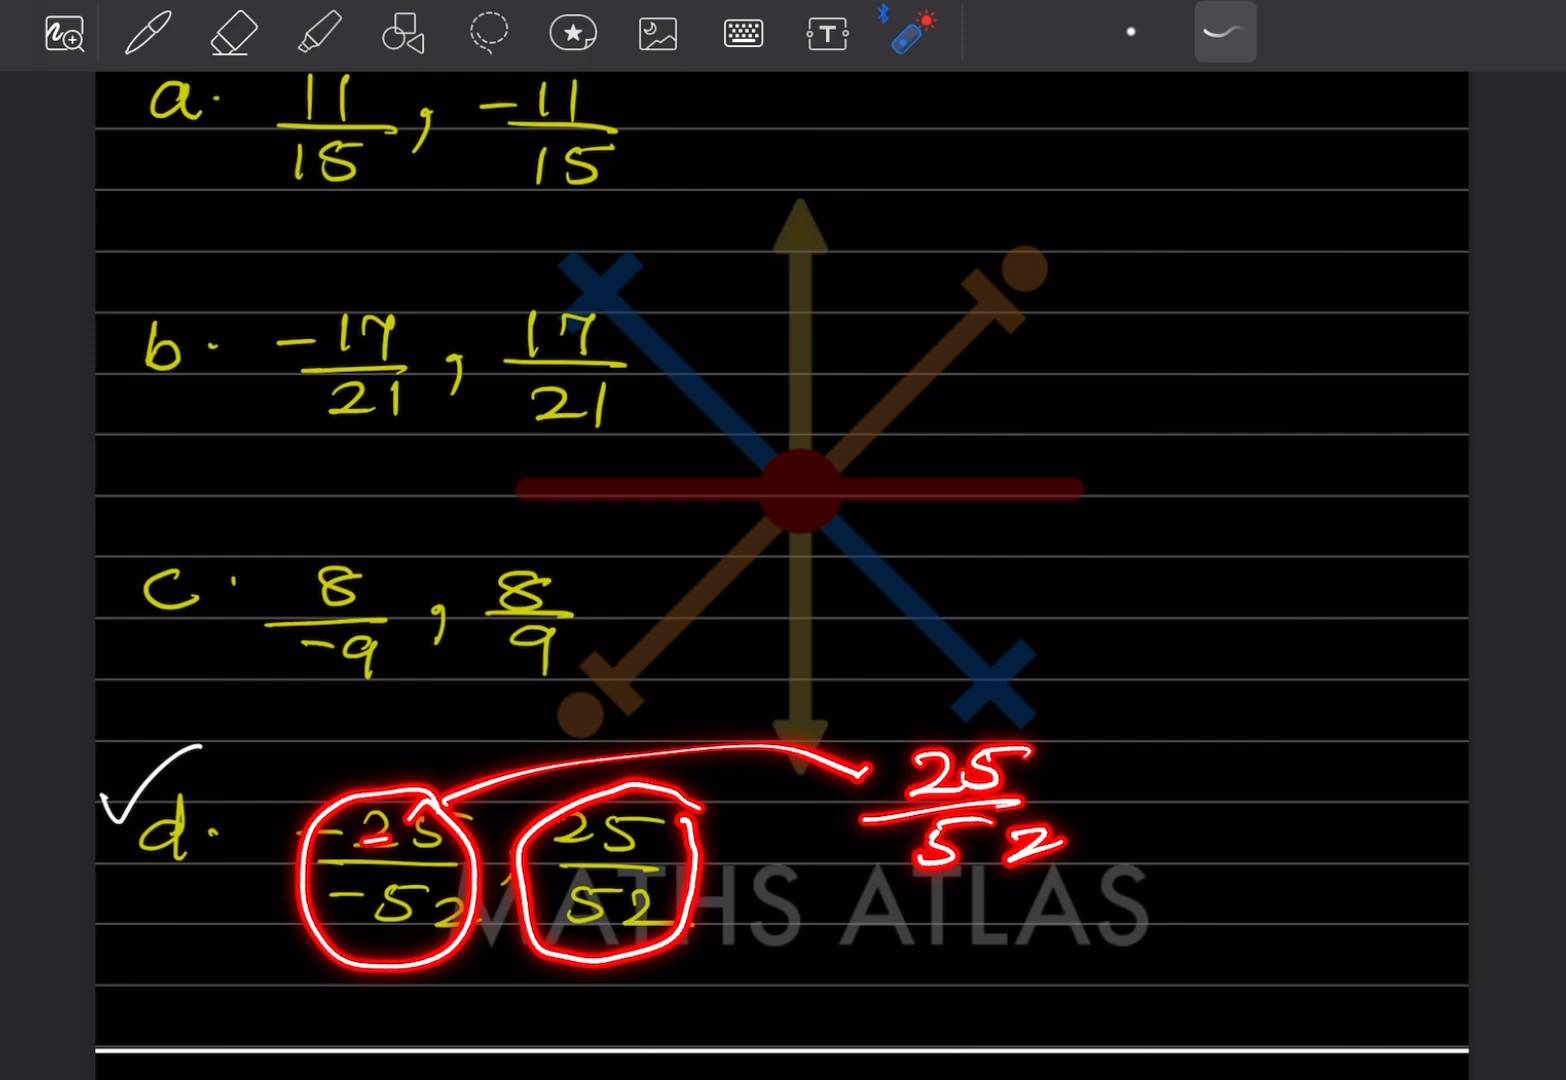 a. 11/15 , -11/15
b. -17/21 , 17/21
c. 8/-9 , 8/9
25/52
d. -25/-52 , 25/52
MATHS ATLAS